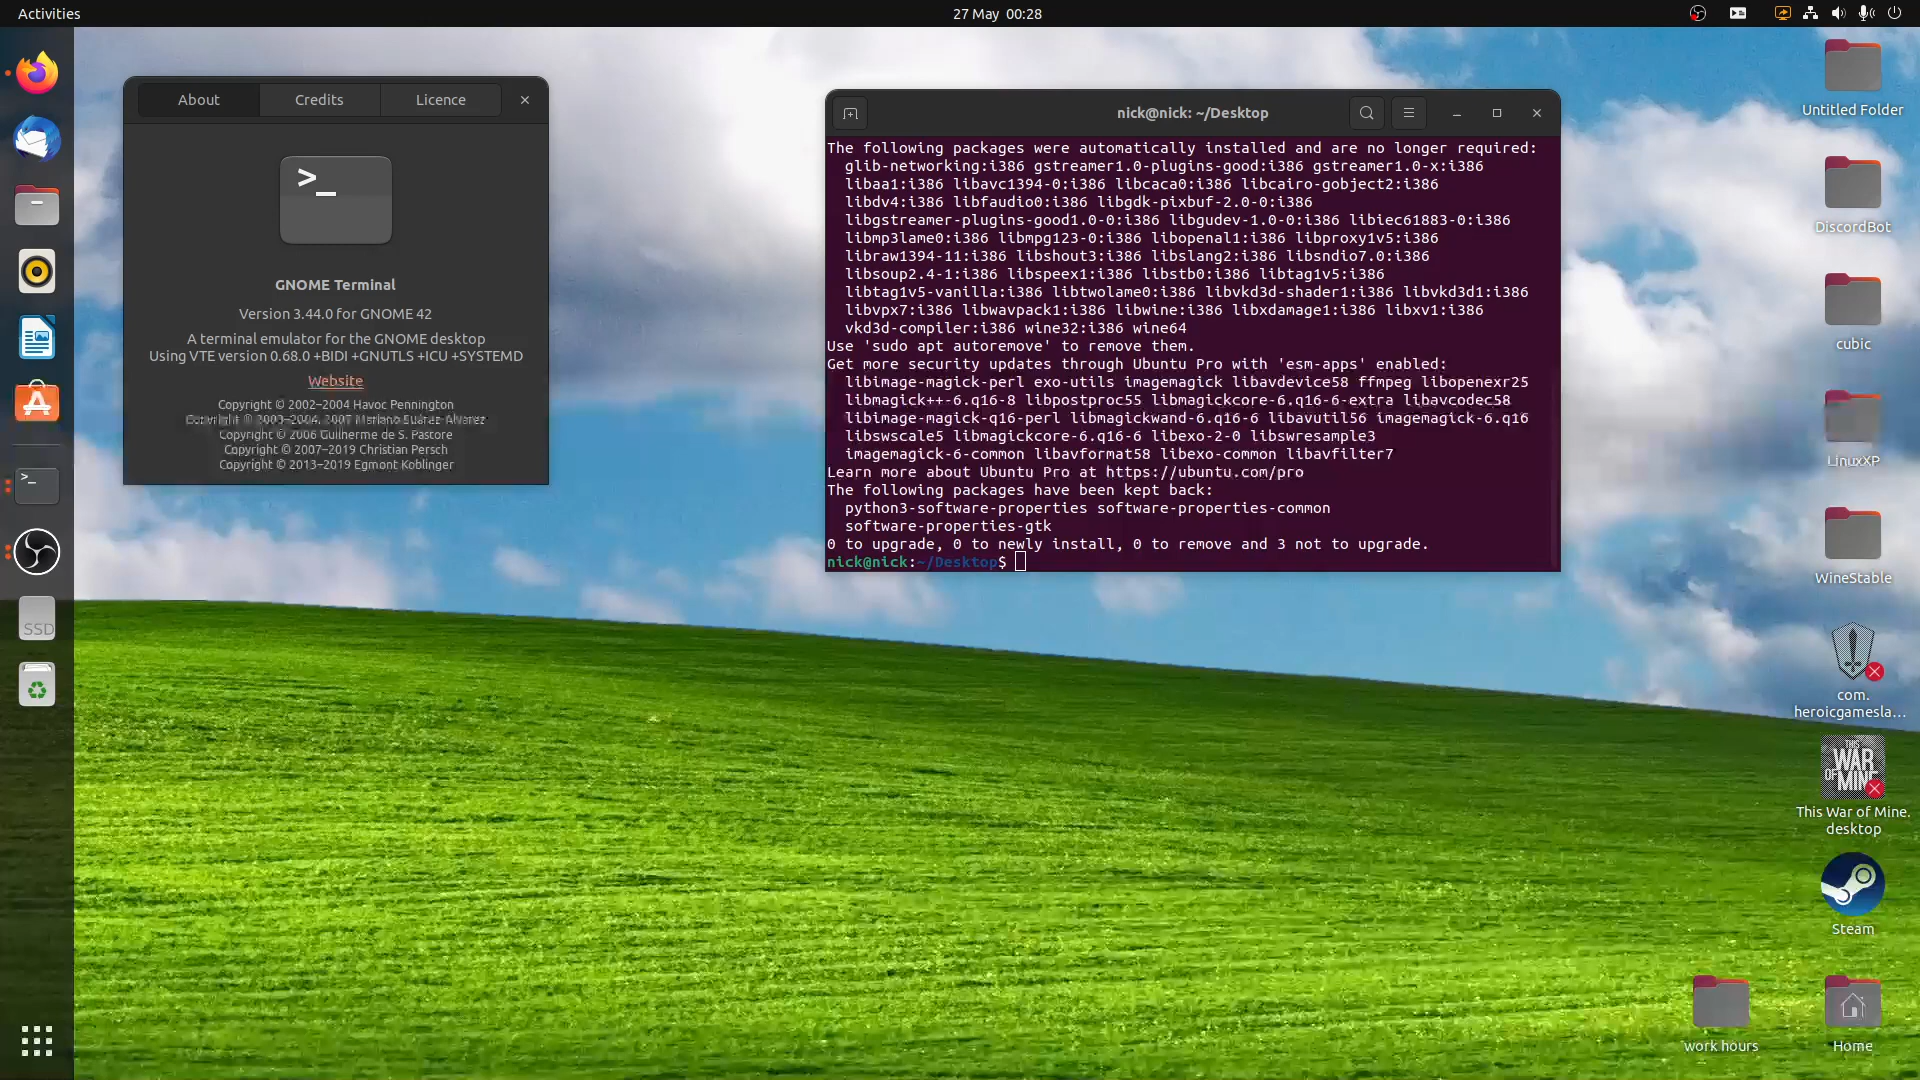 Activities
27 May 00:28
About Credits Licence
>_
GNOME Terminal
Version 3.44.0 for GNOME 42
A terminal emulator for the GNOME desktop
Using VTE version 0.68.0 +BIDI +GNUTLS +ICU +SYSTEMD
Website
Copyright © 2002–2004 Havoc Pennington
Copyright © 2003–2004, 2007 Mariano Suárez-Alvarez
Copyright © 2006 Guilherme de S. Pastore
Copyright © 2007–2019 Christian Persch
Copyright © 2013–2019 Egmont Koblinger
nick@nick: ~/Desktop
The following packages were automatically installed and are no longer required:
glib-networking:i386 gstreamer1.0-plugins-good:i386 gstreamer1.0-x:i386
libaa1:i386 libavc1394-0:i386 libcaca0:i386 libcairo-gobject2:i386
libdv4:i386 libfaudio0:i386 libgdk-pixbuf-2.0-0:i386
libgstreamer-plugins-good1.0-0:i386 libgudev-1.0-0:i386 libiec61883-0:i386
libmp3lame0:i386 libmpg123-0:i386 libopenal1:i386 libproxy1v5:i386
libraw1394-11:i386 libshout3:i386 libslang2:i386 libsndio7.0:i386
libsoup2.4-1:i386 libspeex1:i386 libstb0:i386 libtag1v5:i386
libtag1v5-vanilla:i386 libtwolame0:i386 libvkd3d-shader1:i386 libvkd3d1:i386
libvpx7:i386 libwavpack1:i386 libwine:i386 libxdamage1:i386 libxv1:i386
vkd3d-compiler:i386 wine32:i386 wine64
Use 'sudo apt autoremove' to remove them.
Get more security updates through Ubuntu Pro with 'esm-apps' enabled:
libimage-magick-perl exo-utils imagemagick libavdevice58 ffmpeg libopenexr25
libmagick++-6.q16-8 libpostproc55 libmagickcore-6.q16-6-extra libavcodec58
libimage-magick-q16-perl libmagickwand-6.q16-6 libavutil56 imagemagick-6.q16
libswscale5 libmagickcore-6.q16-6 libexo-2-0 libswresample3
imagemagick-6-common libavformat58 libexo-common libavfilter7
Learn more about Ubuntu Pro at https://ubuntu.com/pro
The following packages have been kept back:
python3-software-properties software-properties-common
software-properties-gtk
0 to upgrade, 0 to newly install, 0 to remove and 3 not to upgrade.
nick@nick:~/Desktop$
Untitled Folder
DiscordBot
cubic
LinuxXP
WineStable
com.
heroicgamesla...
THIS
WAR
OF MINE
This War of Mine.
desktop
Steam
work hours
Home
>_
SSD